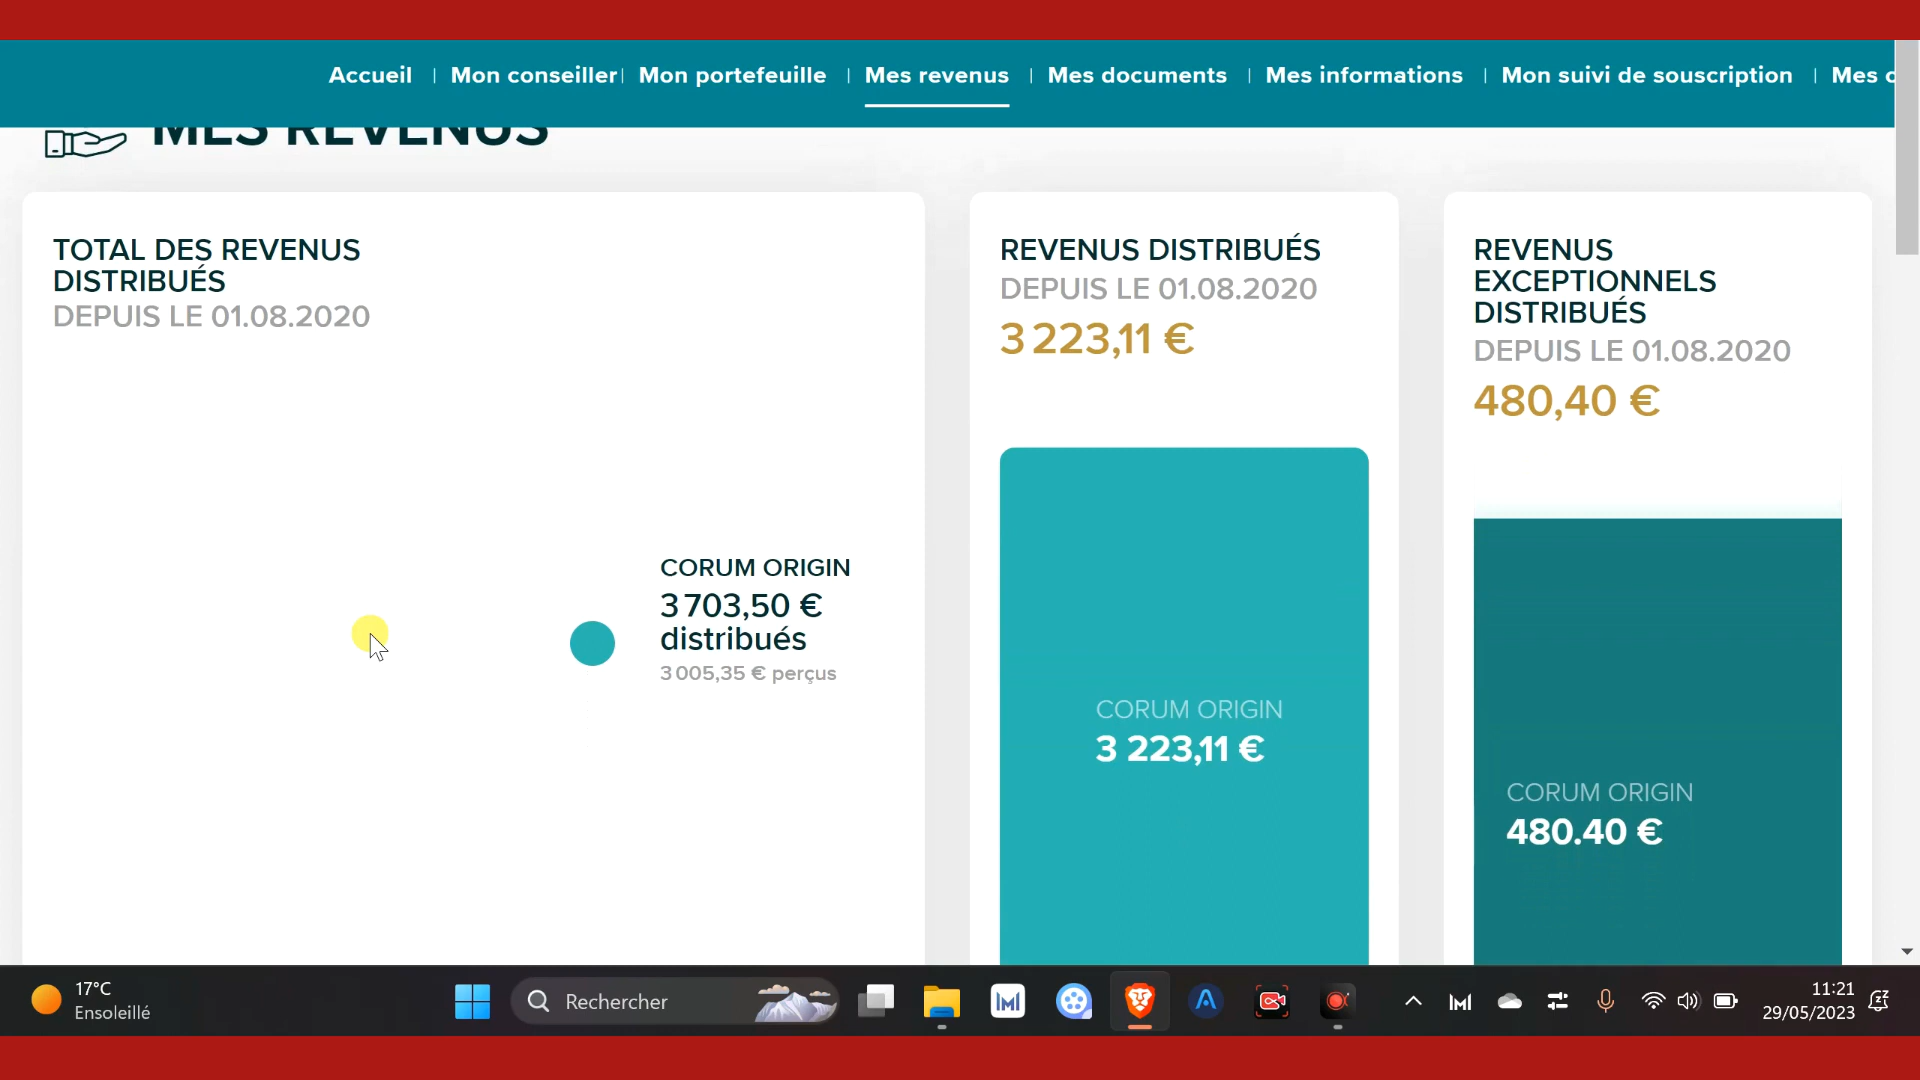 Accueil | Mon conseiller | Mon portefeuille | Mes revenus | Mes documents | Mes informations | Mon suivi de souscription | Mes c
MES REVENUS
TOTAL DES REVENUS
DISTRIBUÉS
DEPUIS LE 01.08.2020
CORUM ORIGIN
3 703,50 €
distribués
3 005,35 € perçus
REVENUS DISTRIBUÉS
DEPUIS LE 01.08.2020
3 223,11 €
CORUM ORIGIN
3 223,11 €
REVENUS
EXCEPTIONNELS
DISTRIBUÉS
DEPUIS LE 01.08.2020
480,40 €
CORUM ORIGIN
480.40 €
17°C
Ensoleillé
Rechercher
11:21
29/05/2023